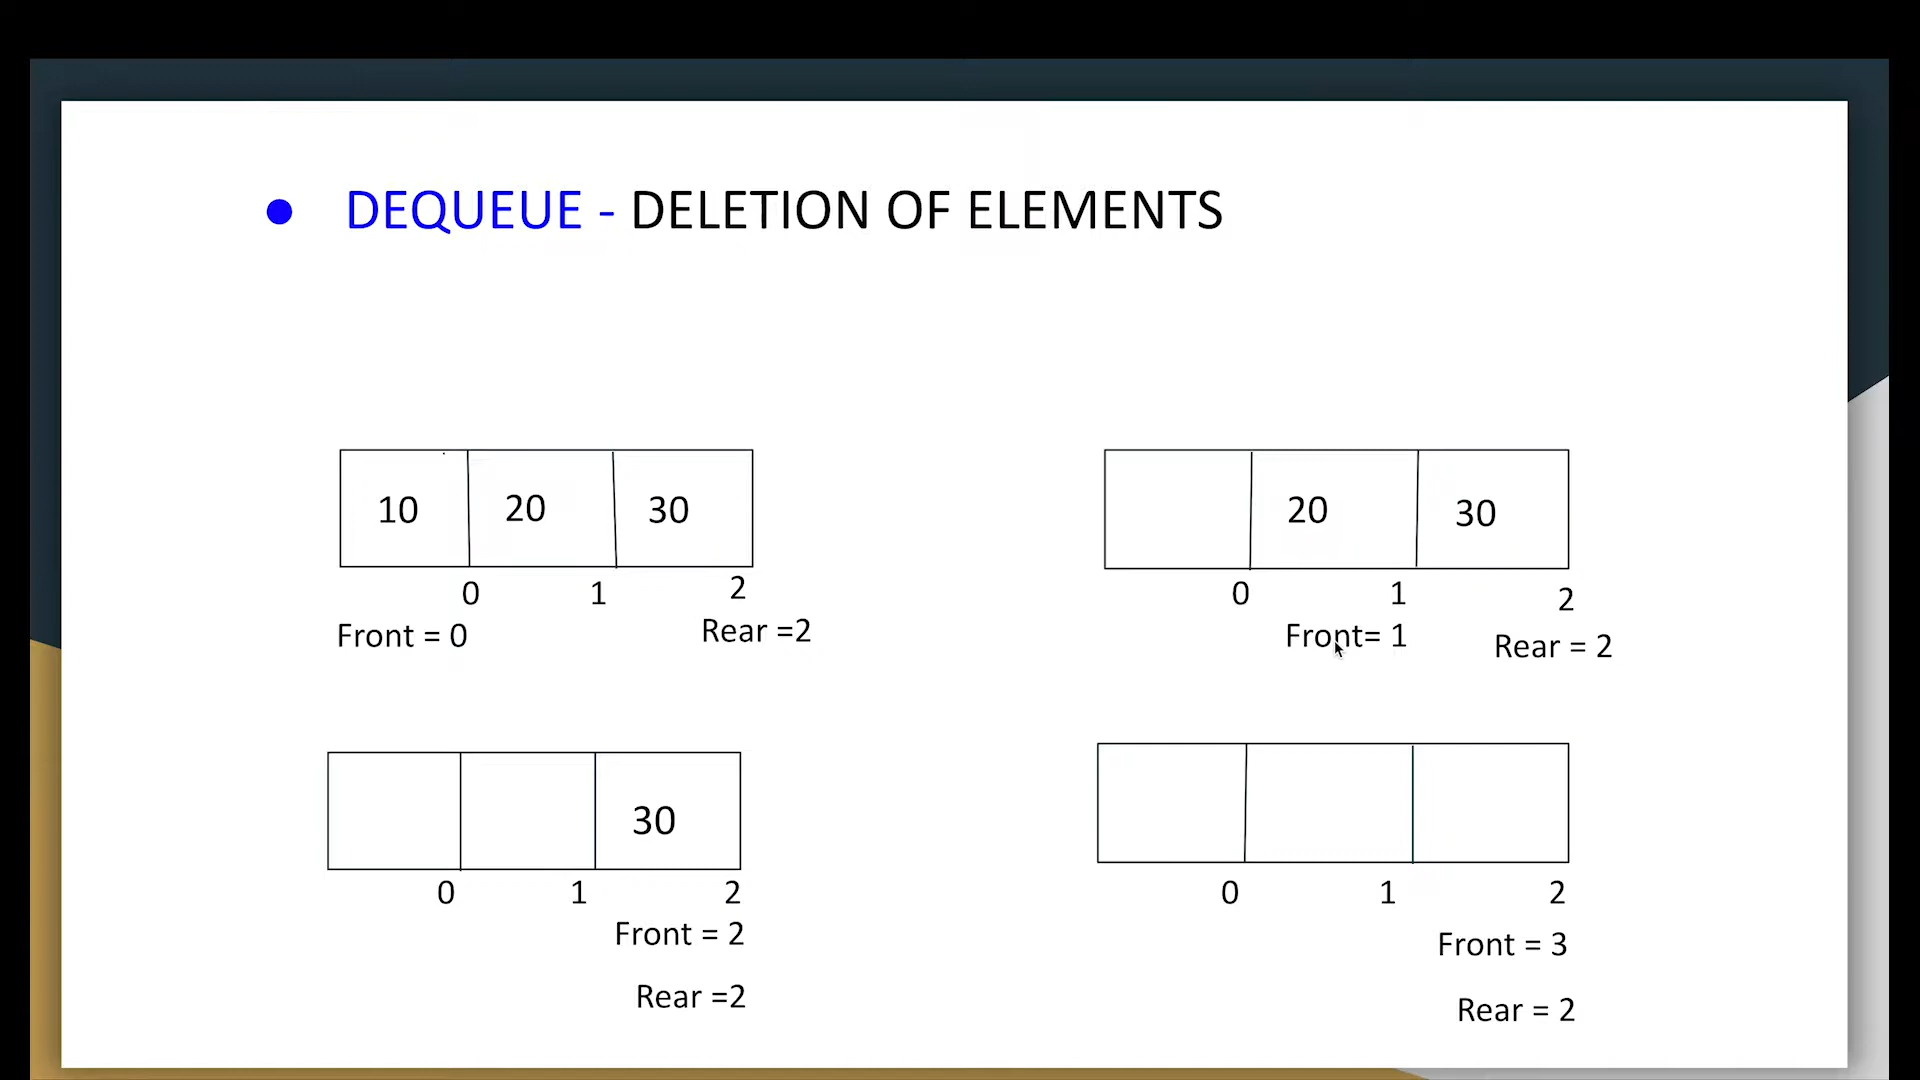 ● DEQUEUE - DELETION OF ELEMENTS
10 20 30
0 1 2
Front = 0 Rear =2
20 30
0 1 2
Front= 1 Rear = 2
30
0 1 2
Front = 2
Rear =2
0 1 2
Front = 3
Rear = 2